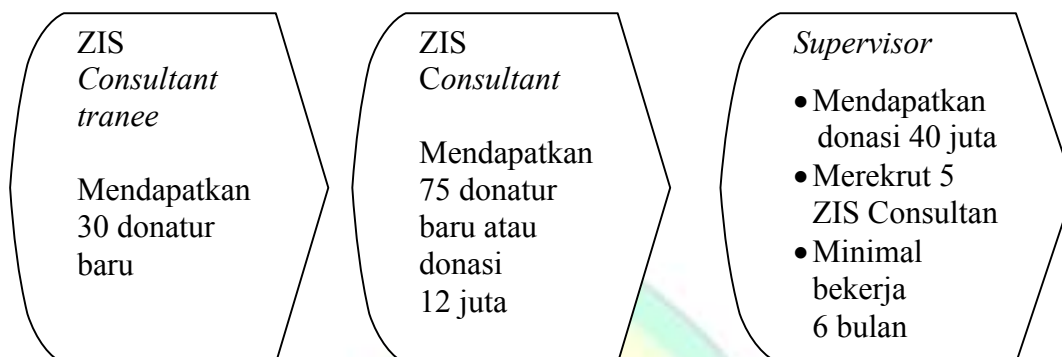 ZIS
Consultant
tranee
Mendapatkan
30 donatur
baru
ZIS
Consultant
Mendapatkan
75 donatur
baru atau
donasi
12 juta
Supervisor
• Mendapatkan
donasi 40 juta
• Merekrut 5
ZIS Consultan
• Minimal
bekerja
6 bulan